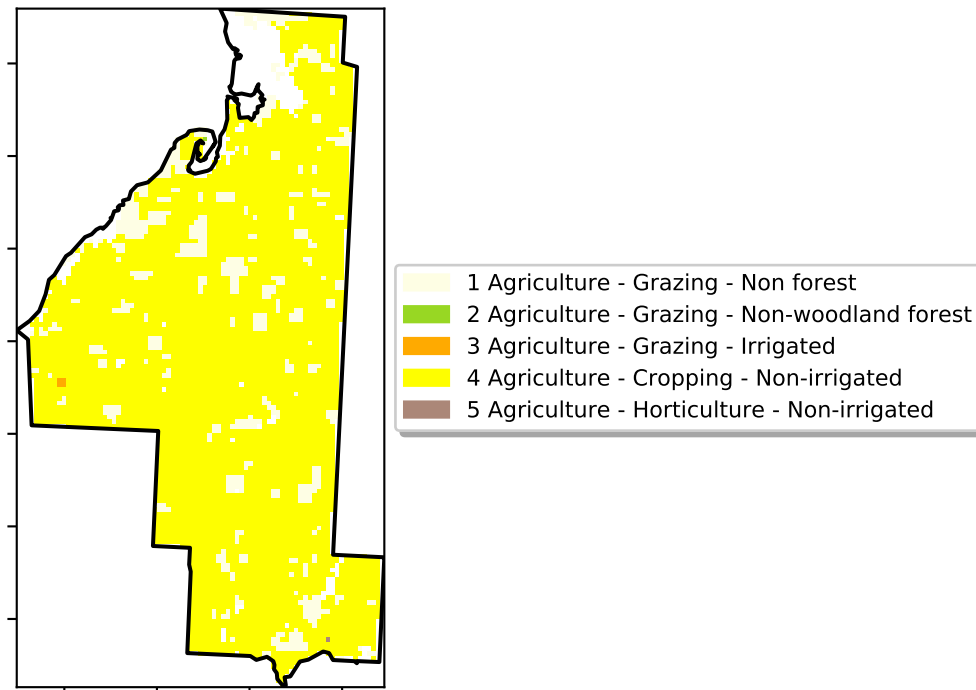 1 Agriculture - Grazing - Non forest
2 Agriculture - Grazing - Non-woodland forest
3 Agriculture - Grazing - Irrigated
4 Agriculture - Cropping - Non-irrigated
5 Agriculture - Horticulture - Non-irrigated